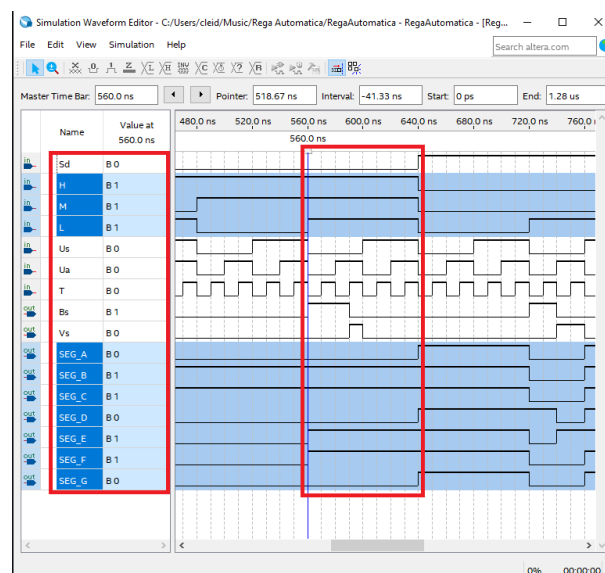 Simulation Waveform Editor - C:/Users/cleid/Music/Rega Automatica/RegaAutomatica - RegaAutomatica - [Reg...
File Edit View Simulation Help
Search altera.com
Master Time Bar: 560.0 ns Pointer: 518.67 ns Interval: -41.33 ns Start: 0 ps End: 1.28 us
Name Value at 560.0 ns
480.0 ns 520.0 ns 560.0 ns 600.0 ns 640.0 ns 680.0 ns 720.0 ns 760.0
560.0 ns
in Sd B 0
in H B 1
in M B 1
in L B 1
in Us B 0
in Ua B 0
in T B 0
out Bs B 1
out Vs B 0
out SEG_A B 0
out SEG_B B 1
out SEG_C B 1
out SEG_D B 0
out SEG_E B 1
out SEG_F B 1
out SEG_G B 0
0% 00:00:00